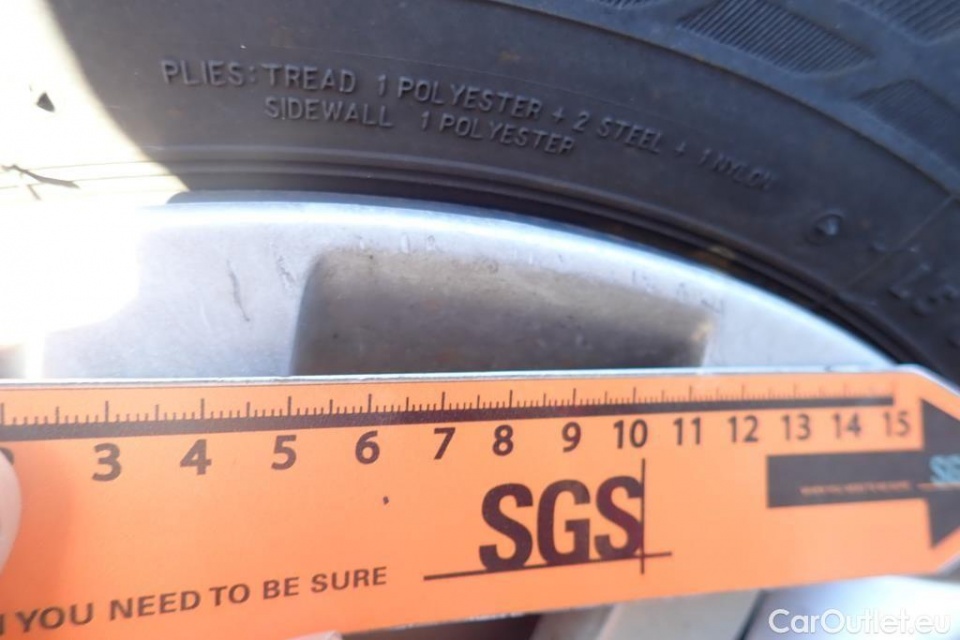 PLIES: TREAD 1 POLYESTER + 2 STEEL + 1 NYLON
SIDEWALL 1 POLYESTER
3 4 5 6 7 8 9 10 11 12 13 14 15
SGS
SGS
YOU NEED TO BE SURE
CarOutlet.eu